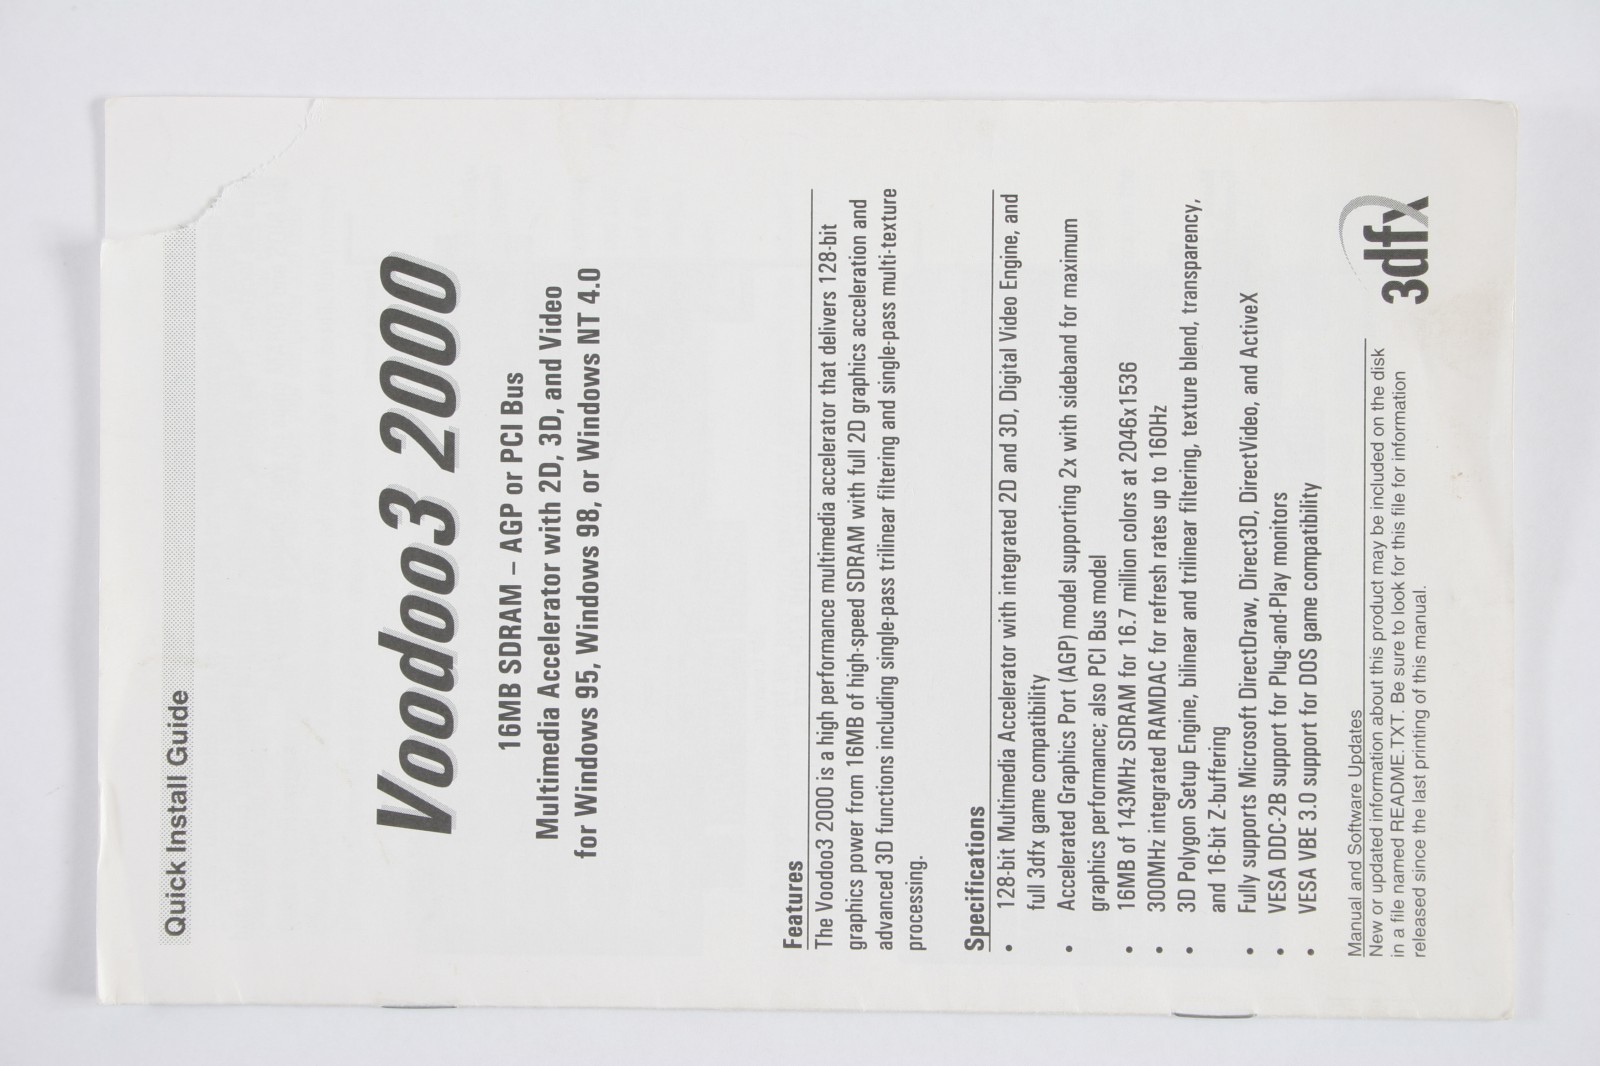 Quick Install Guide
Voodoo3 2000
16MB SDRAM – AGP or PCI Bus
Multimedia Accelerator with 2D, 3D, and Video
for Windows 95, Windows 98, or Windows NT 4.0
Features
The Voodoo3 2000 is a high performance multimedia accelerator that delivers 128-bit
graphics power from 16MB of high-speed SDRAM with full 2D graphics acceleration and
advanced 3D functions including single-pass trilinear filtering and single-pass multi-texture
processing.
Specifications
• 128-bit Multimedia Accelerator with integrated 2D and 3D, Digital Video Engine, and
full 3dfx game compatibility
• Accelerated Graphics Port (AGP) model supporting 2x with sideband for maximum
graphics performance; also PCI Bus model
• 16MB of 143MHz SDRAM for 16.7 million colors at 2046x1536
• 300MHz integrated RAMDAC for refresh rates up to 160Hz
• 3D Polygon Setup Engine, bilinear and trilinear filtering, texture blend, transparency,
and 16-bit Z-buffering
• Fully supports Microsoft DirectDraw, Direct3D, DirectVideo, and ActiveX
• VESA DDC-2B support for Plug-and-Play monitors
• VESA VBE 3.0 support for DOS game compatibility
Manual and Software Updates
New or updated information about this product may be included on the disk
in a file named README.TXT. Be sure to look for this file for information
released since the last printing of this manual.
3dfx